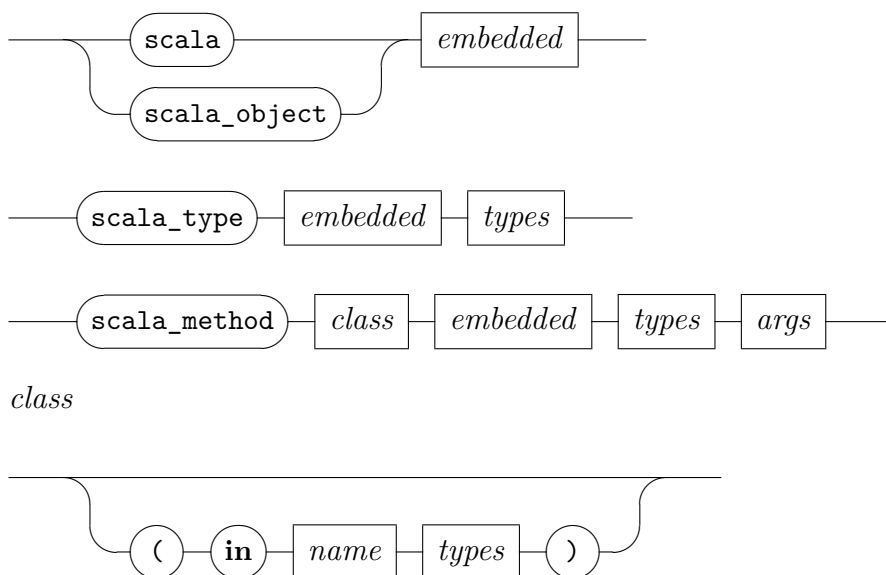 scala embedded
scala_object
scala_type embedded types
scala_method class embedded types args
class
( in name types )